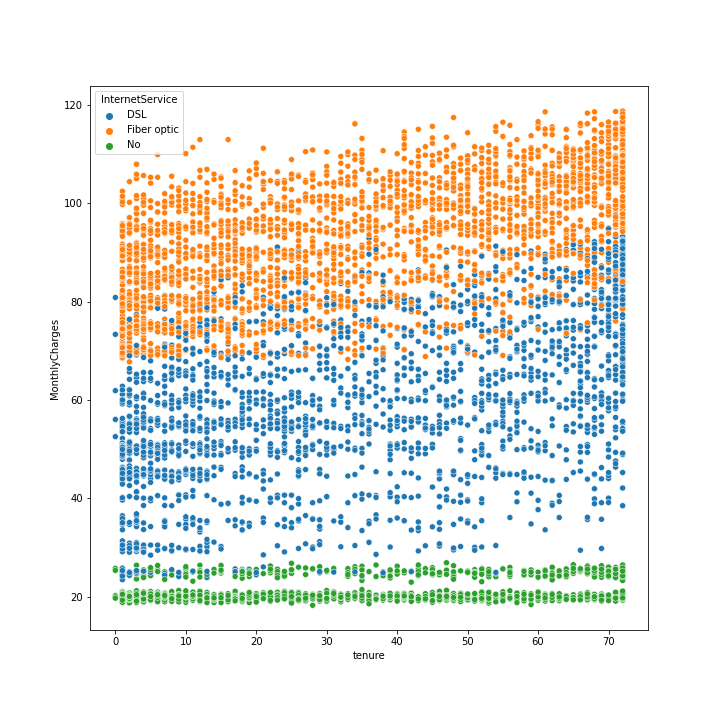 InternetService
DSL
Fiber optic
No
120
100
80
60
40
20
MonthlyCharges
0 10 20 30 40 50 60 70
tenure